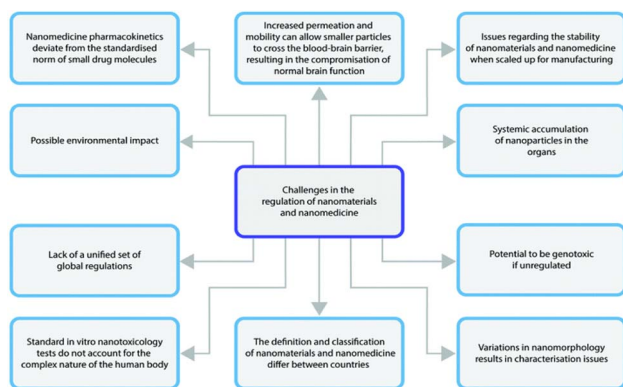 Nanomedicine pharmacokinetics
deviate from the standardised
norm of small drug molecules
Increased permeation and
mobility can allow smaller particles
to cross the blood-brain barrier,
resulting in the compromisation of
normal brain function
Issues regarding the stability
of nanomaterials and nanomedicine
when scaled up for manufacturing
Possible environmental impact
Systemic accumulation
of nanoparticles in the
organs
Challenges in the
regulation of nanomaterials
and nanomedicine
Lack of a unified set of
global regulations
Potential to be genotoxic
if unregulated
Standard in vitro nanotoxicology
tests do not account for the
complex nature of the human body
The definition and classification
of nanomaterials and nanomedicine
differ between countries
Variations in nanomorphology
results in characterisation issues